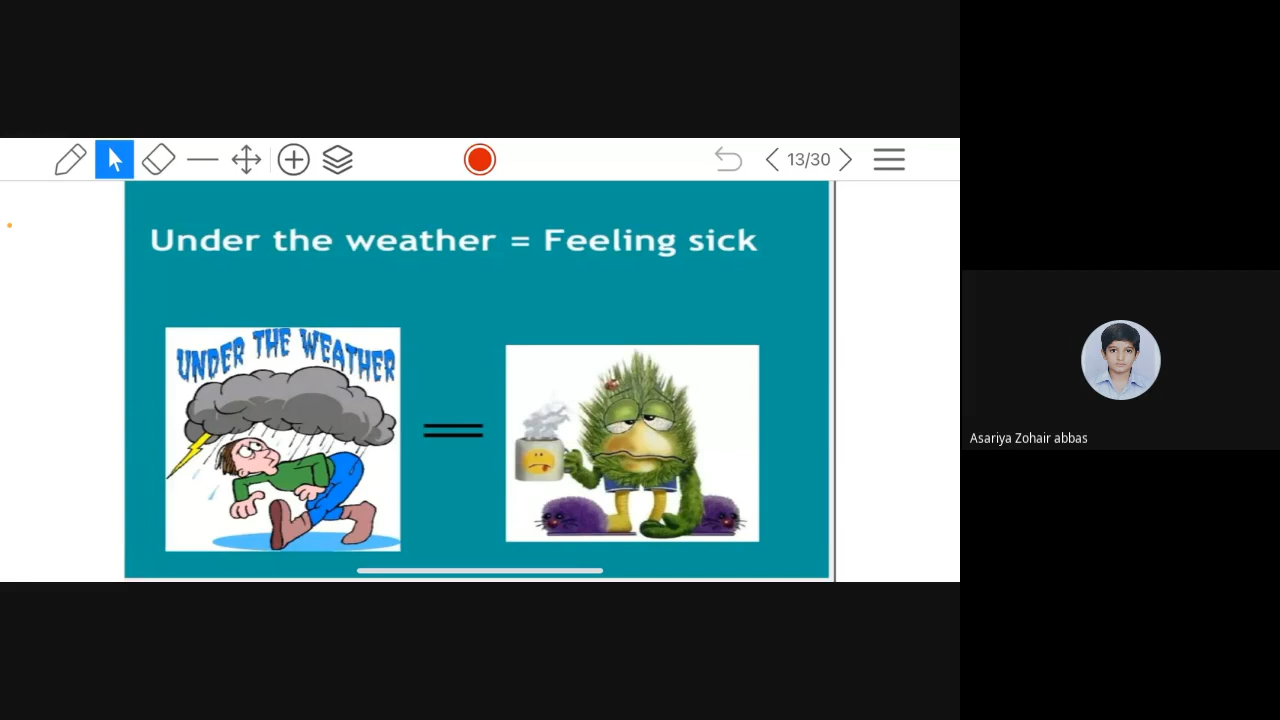 13/30
Under the weather = Feeling sick
UNDER THE WEATHER
Asariya Zohair abbas